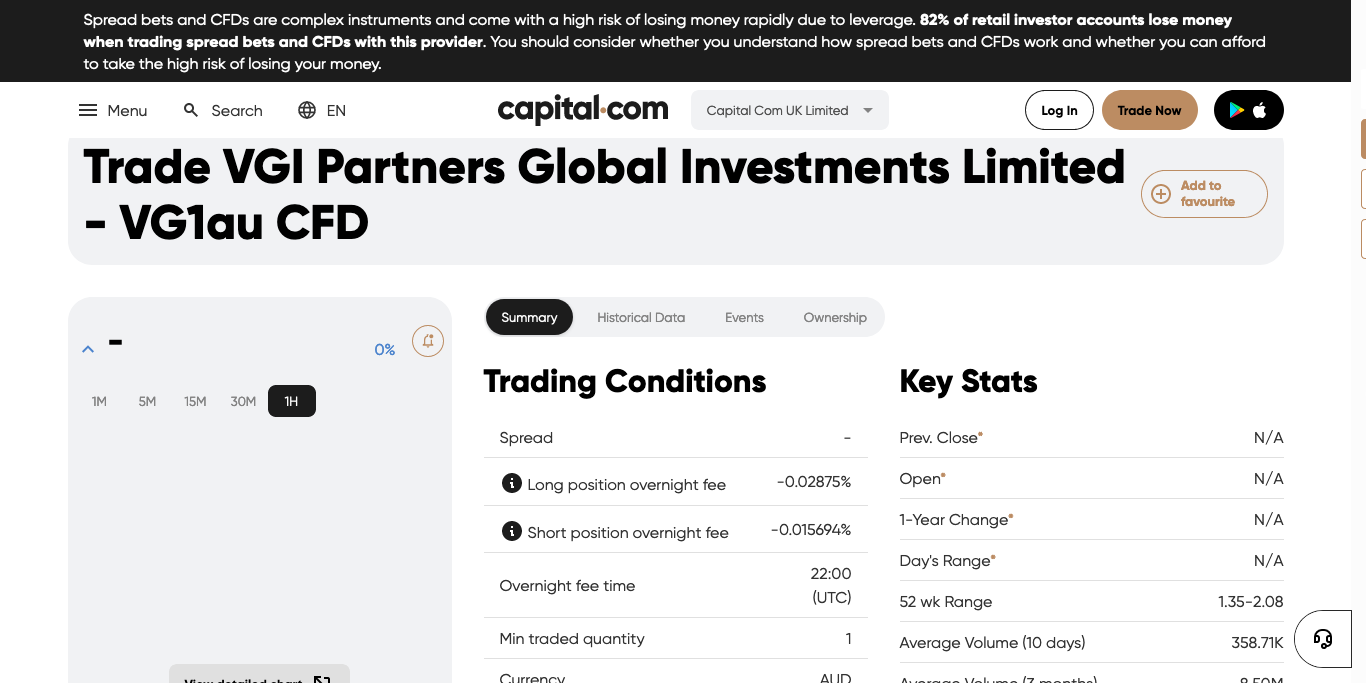 Spread bets and CFDs are complex instruments and come with a high risk of losing money rapidly due to leverage. 82% of retail investor accounts lose money
when trading spread bets and CFDs with this provider. You should consider whether you understand how spread bets and CFDs work and whether you can afford
to take the high risk of losing your money.
Menu
Search
EN
capital.com
Capital Com UK Limited
Log In
Trade Now
Trade VGI Partners Global Investments Limited
- VG1au CFD
Add to
favourite
-
0%
1M
5M
15M
30M
1H
View detailed chart
Summary
Historical Data
Events
Ownership
Trading Conditions
Spread -
Long position overnight fee -0.02875%
Short position overnight fee -0.015694%
Overnight fee time 22:00
(UTC)
Min traded quantity 1
Currency AUD
Key Stats
Prev. Close* N/A
Open* N/A
1-Year Change* N/A
Day's Range* N/A
52 wk Range 1.35-2.08
Average Volume (10 days) 358.71K
Average Volume (3 months) 8.50M